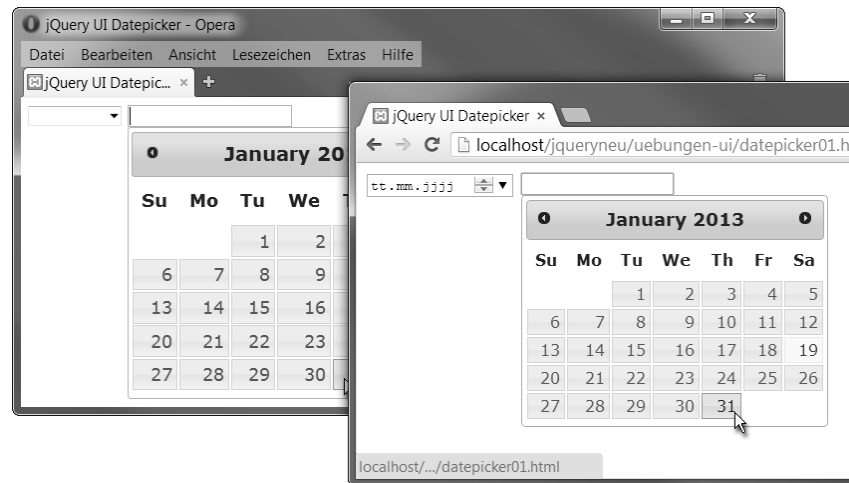 jQuery UI Datepicker - Opera
Datei Bearbeiten Ansicht Lesezeichen Extras Hilfe
jQuery UI Datepic... × +
January 20
Su Mo Tu We T
1 2
6 7 8 9
13 14 15 16
20 21 22 23
27 28 29 30
jQuery UI Datepicker ×
localhost/jqueryneu/uebungen-ui/datepicker01.h
tt.mm.jjjj
January 2013
Su Mo Tu We Th Fr Sa
1 2 3 4 5
6 7 8 9 10 11 12
13 14 15 16 17 18 19
20 21 22 23 24 25 26
27 28 29 30 31
localhost/.../datepicker01.html